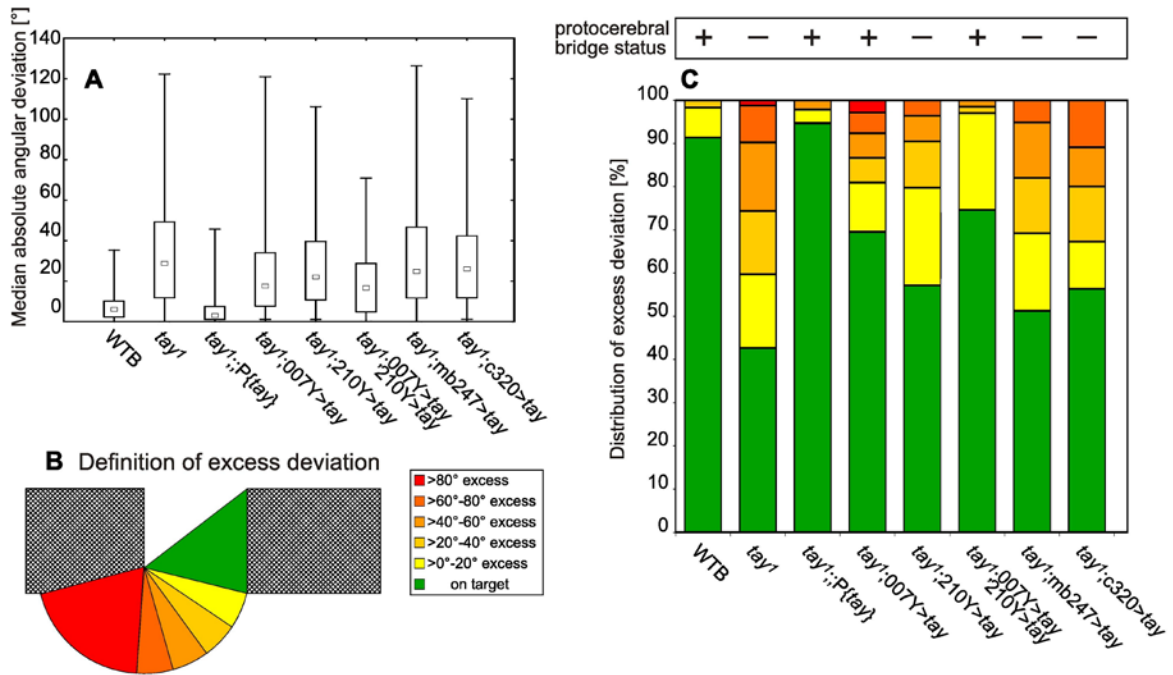 Median absolute angular deviation [°]
140
120
100
80
60
40
20
0
A
WTB
tay1
tay1;;P{tay}
tay1;007Y>tay
tay1;210Y>tay
tay1;007Y>tay
210Y>tay
tay1;mb247>tay
tay1;c320>tay
B Definition of excess deviation
>80° excess
>60°-80° excess
>40°-60° excess
>20°-40° excess
>0°-20° excess
on target
protocerebral
bridge status
+ − + + − + − −
C
Distribution of excess deviation [%]
100
90
80
70
60
50
40
30
20
10
0
WTB
tay1
tay1;;P{tay}
tay1;007Y>tay
tay1;210Y>tay
tay1;007Y>tay
210Y>tay
tay1;mb247>tay
tay1;c320>tay